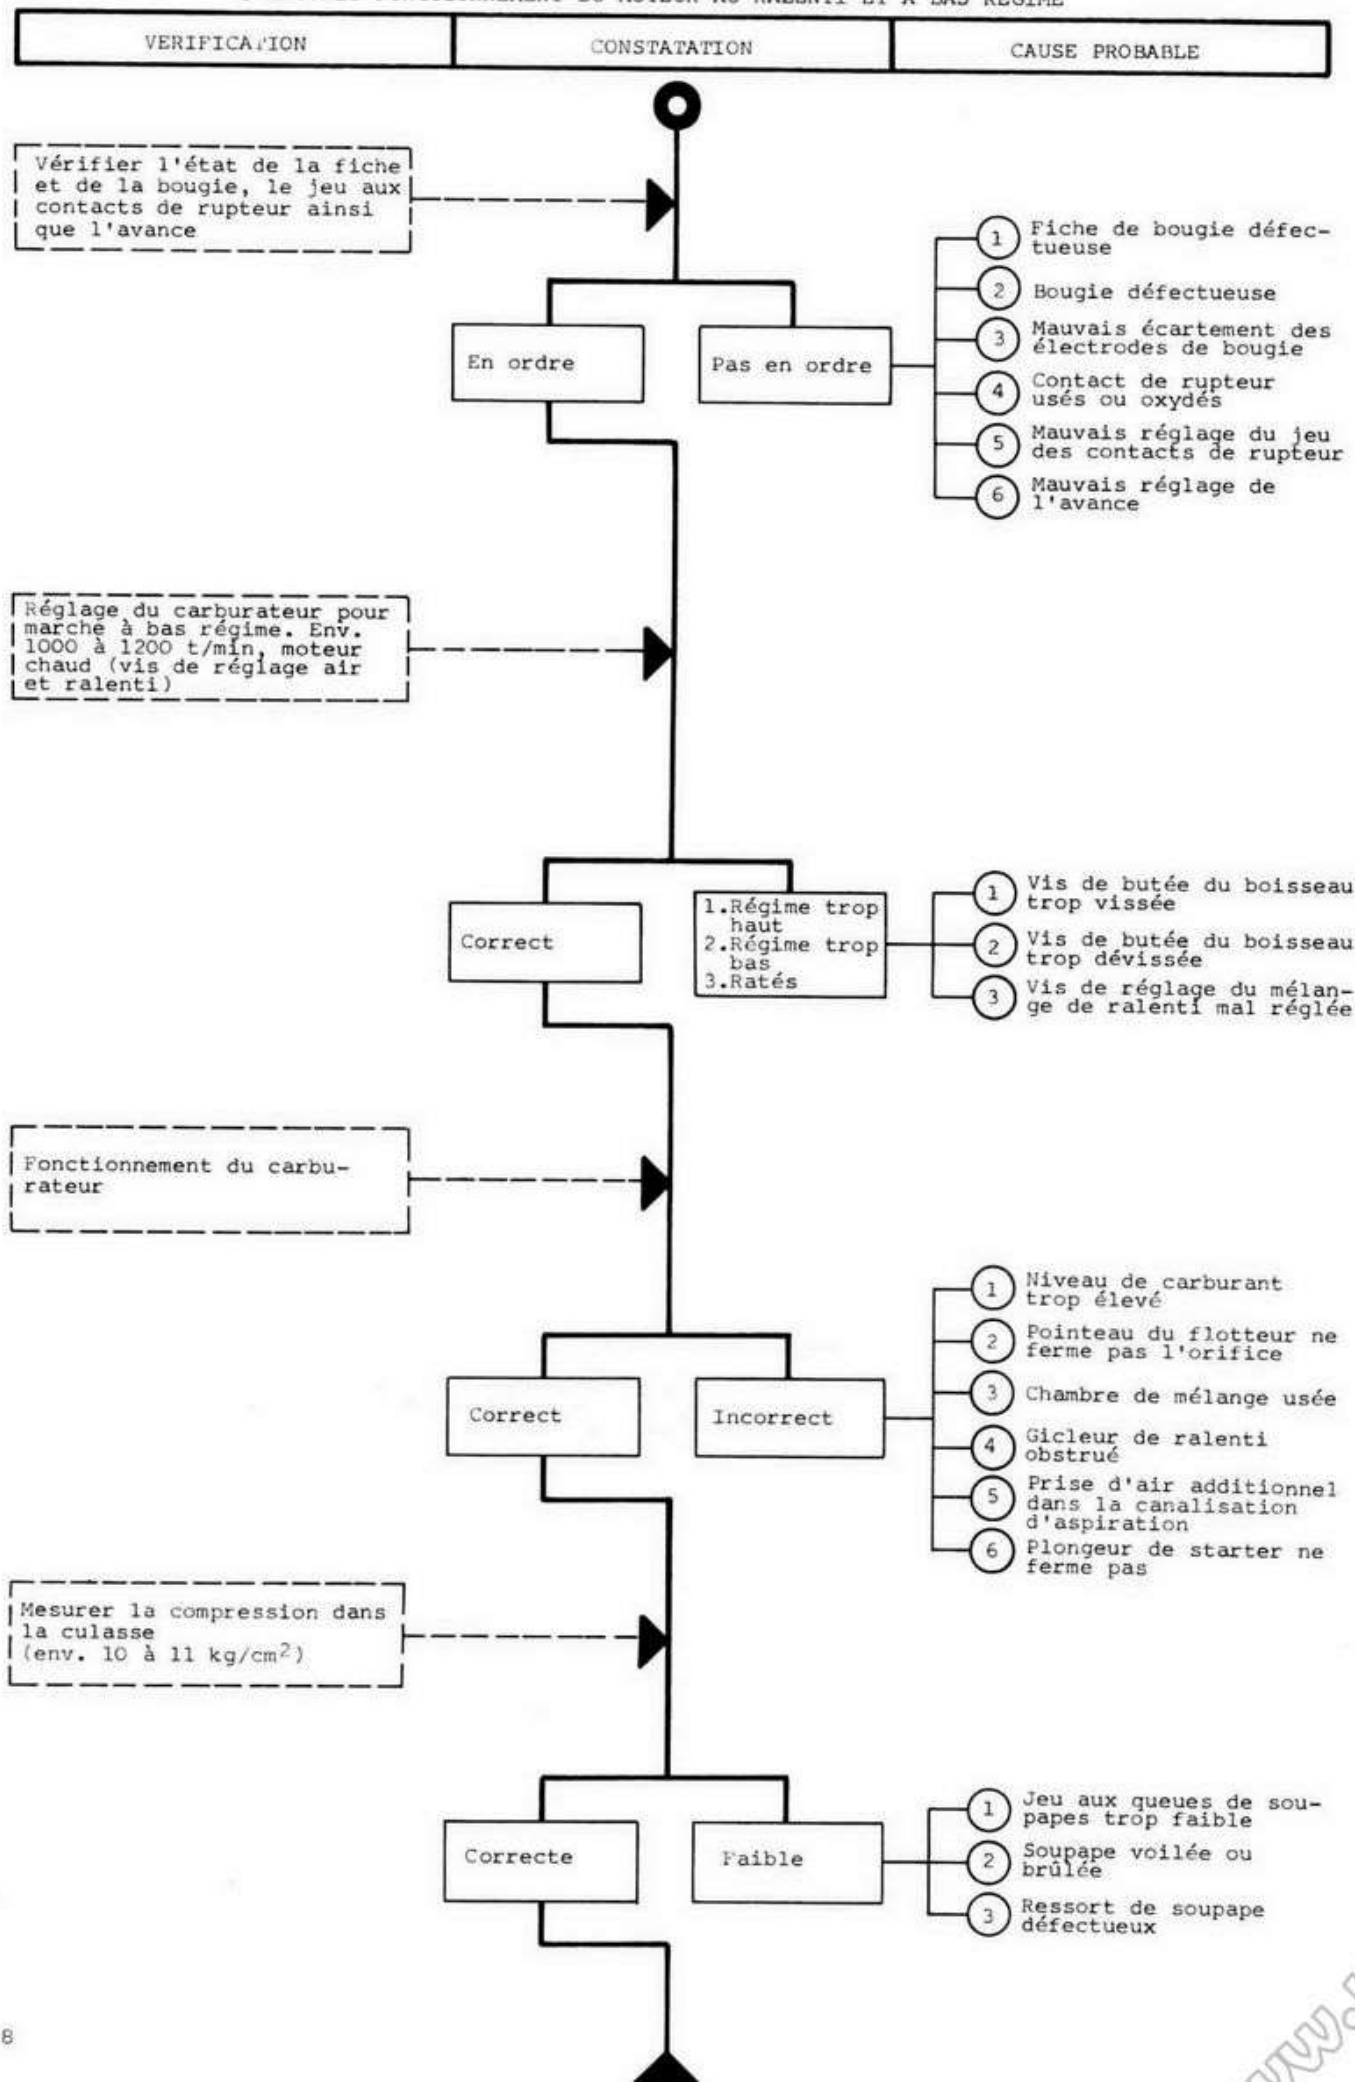 FONCTIONNEMENT DU MOTEUR AU RALENTI ET A BAS REGIME
VERIFICATION
CONSTATATION
CAUSE PROBABLE
Vérifier l'état de la fiche
et de la bougie, le jeu aux
contacts de rupteur ainsi
que l'avance
En ordre
Pas en ordre
1 Fiche de bougie défec-
tueuse
2 Bougie défectueuse
3 Mauvais écartement des
électrodes de bougie
4 Contact de rupteur
usés ou oxydés
5 Mauvais réglage du jeu
des contacts de rupteur
6 Mauvais réglage de
l'avance
Réglage du carburateur pour
marche à bas régime. Env.
1000 à 1200 t/min, moteur
chaud (vis de réglage air
et ralenti)
Correct
1.Régime trop
haut
2.Régime trop
bas
3.Ratés
1 Vis de butée du boisseau
trop vissée
2 Vis de butée du boisseau
trop dévissée
3 Vis de réglage du mélan-
ge de ralenti mal réglée
Fonctionnement du carbu-
rateur
Correct
Incorrect
1 Niveau de carburant
trop élevé
2 Pointeau du flotteur ne
ferme pas l'orifice
3 Chambre de mélange usée
4 Gicleur de ralenti
obstrué
5 Prise d'air additionnel
dans la canalisation
d'aspiration
6 Plongeur de starter ne
ferme pas
Mesurer la compression dans
la culasse
(env. 10 à 11 kg/cm²)
Correcte
Faible
1 Jeu aux queues de sou-
papes trop faible
2 Soupape voilée ou
brûlée
3 Ressort de soupape
défectueux
8
www.